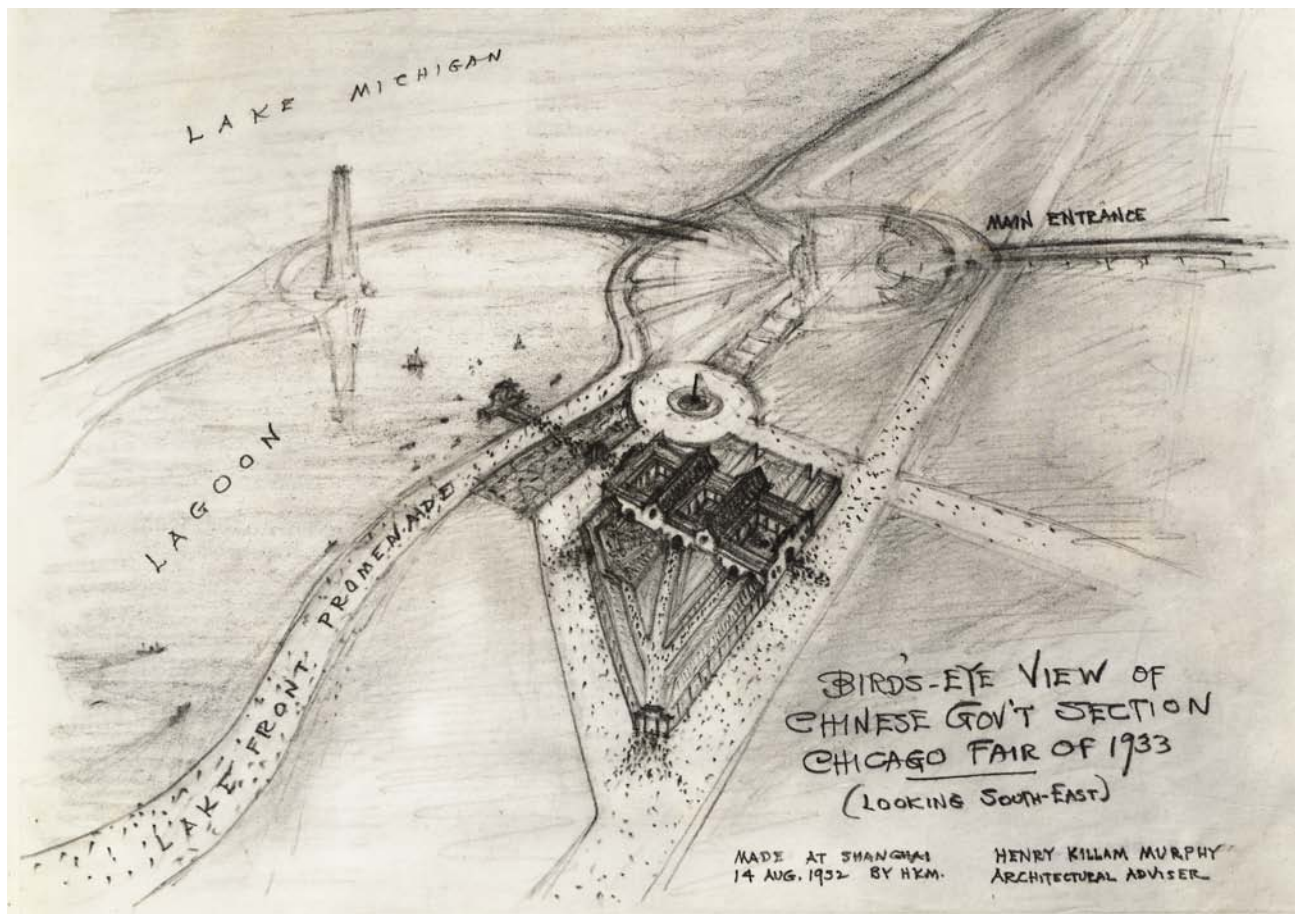 LAKE MICHIGAN
MAIN ENTRANCE
LAGOON
LAKE FRONT PROMENADE
BIRD'S-EYE VIEW OF
CHINESE GOV'T SECTION
CHICAGO FAIR OF 1933
(LOOKING SOUTH-EAST)
MADE AT SHANGHAI
14 AUG. 1932 BY HKM.
HENRY KILLAM MURPHY
ARCHITECTURAL ADVISER